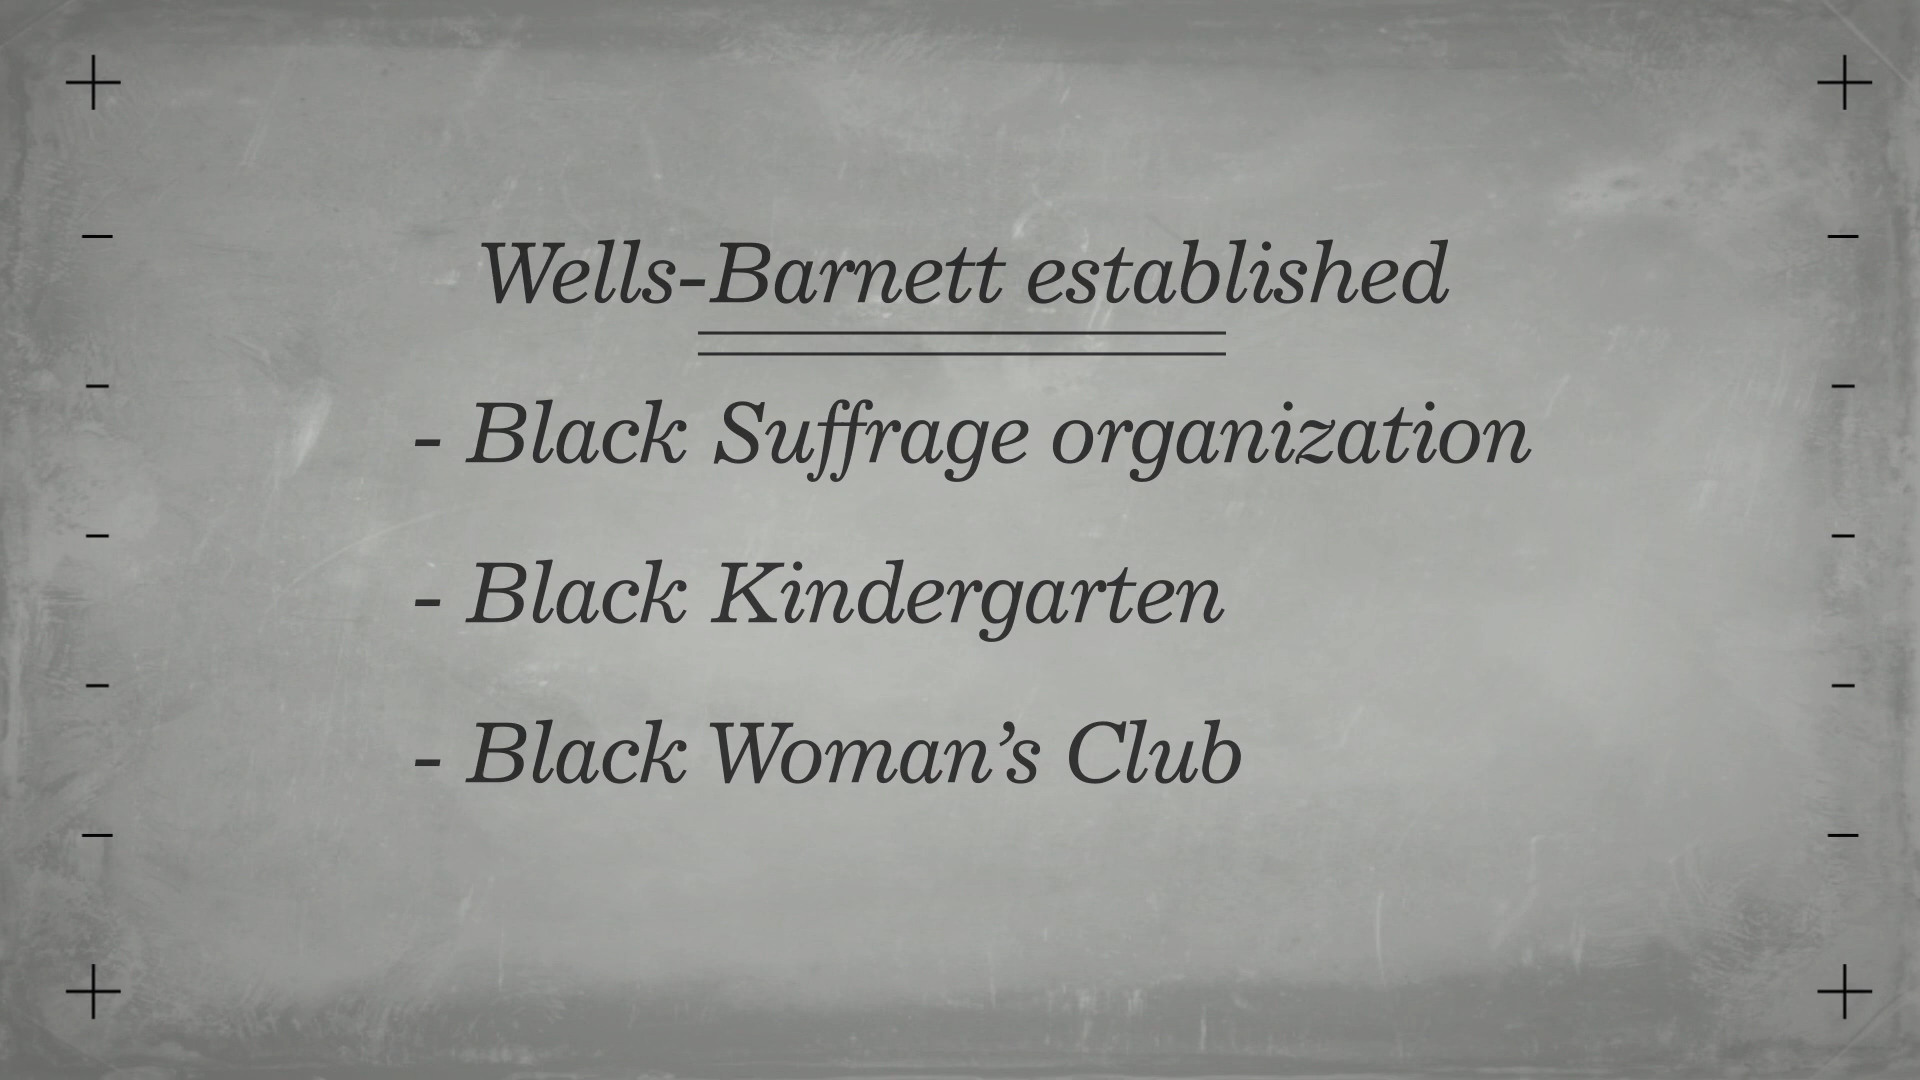 Wells-Barnett established
- Black Suffrage organization
- Black Kindergarten
- Black Woman’s Club